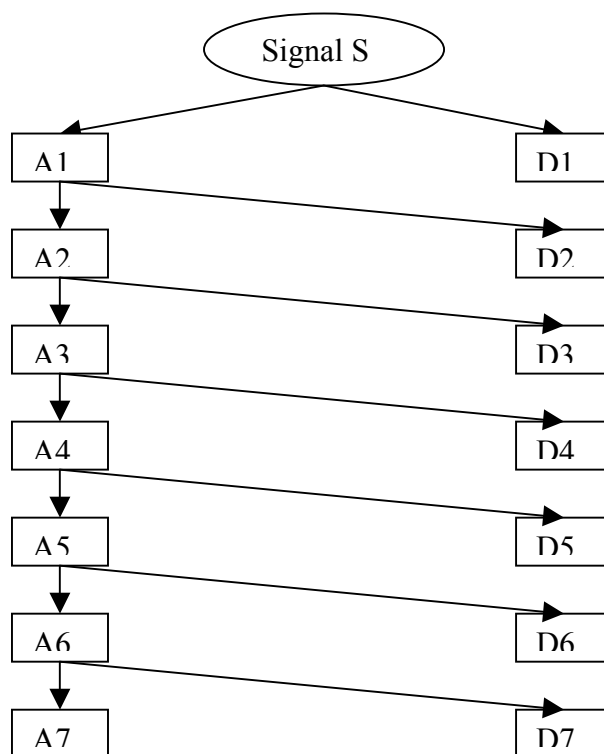 Signal S
A1 D1
A2 D2
A3 D3
A4 D4
A5 D5
A6 D6
A7 D7